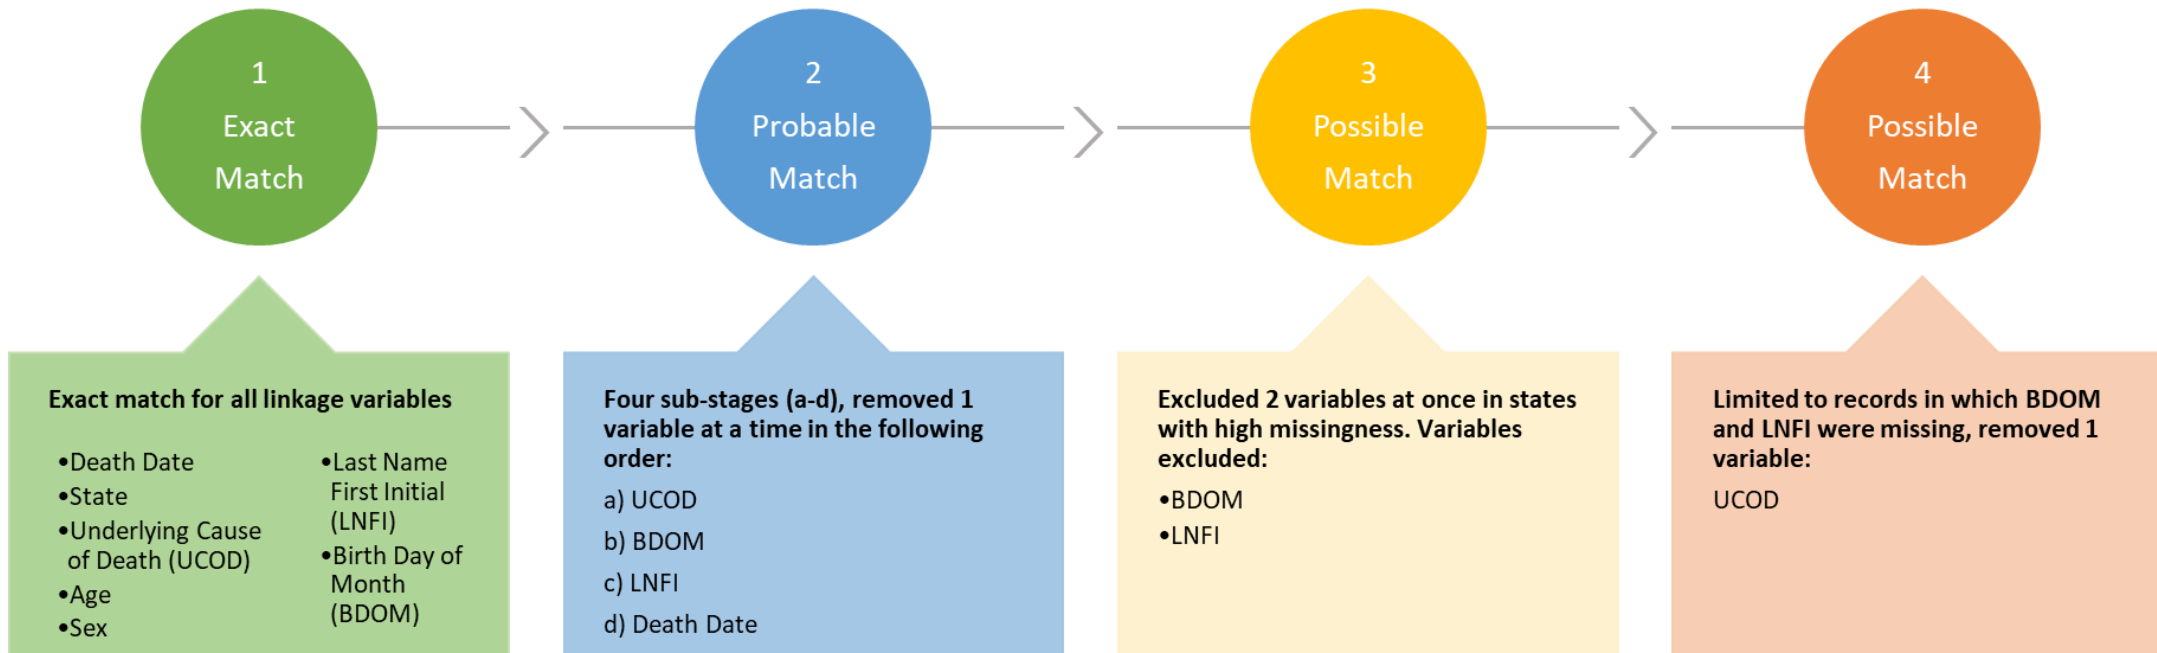 1
Exact
Match
2
Probable
Match
3
Possible
Match
4
Possible
Match
Exact match for all linkage variables
•Death Date
•State
•Underlying Cause
of Death (UCOD)
•Age
•Sex
•Last Name
First Initial
(LNFI)
•Birth Day of
Month
(BDOM)
Four sub-stages (a-d), removed 1
variable at a time in the following
order:
a) UCOD
b) BDOM
c) LNFI
d) Death Date
Excluded 2 variables at once in states
with high missingness. Variables
excluded:
•BDOM
•LNFI
Limited to records in which BDOM
and LNFI were missing, removed 1
variable:
UCOD